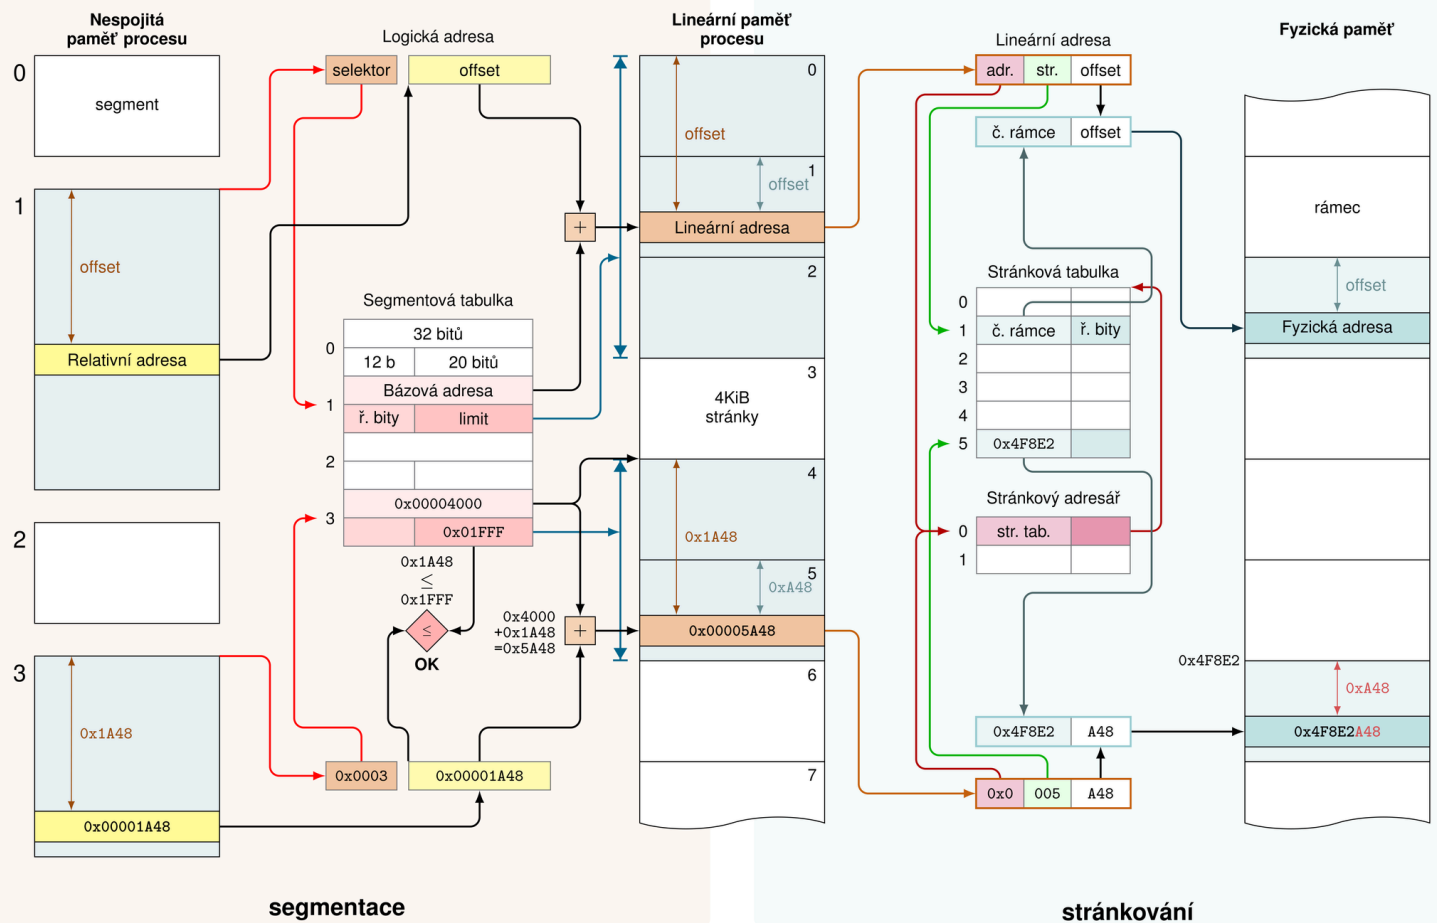 Nespojitá
paměť procesu
0
segment
1
offset
Relativní adresa
2
3
0x1A48
0x00001A48
Logická adresa
selektor
offset
+
Segmentová tabulka
32 bitů
0
12 b
20 bitů
Bázová adresa
1
ř. bity
limit
2
0x00004000
3
0x01FFF
0x1A48
≤
0x1FFF
≤
OK
0x4000
+0x1A48
=0x5A48
+
0x0003
0x00001A48
segmentace
Lineární paměť
procesu
0
offset
1
offset
Lineární adresa
2
3
4KiB
stránky
4
0x1A48
5
0xA48
0x00005A48
6
7
Lineární adresa
adr.
str.
offset
č. rámce
offset
Stránková tabulka
0
1
č. rámce
ř. bity
2
3
4
5
0x4F8E2
Stránkový adresář
0
str. tab.
1
0x4F8E2
A48
0x0
005
A48
Fyzická paměť
rámec
offset
Fyzická adresa
0x4F8E2
0xA48
0x4F8E2A48
stránkování